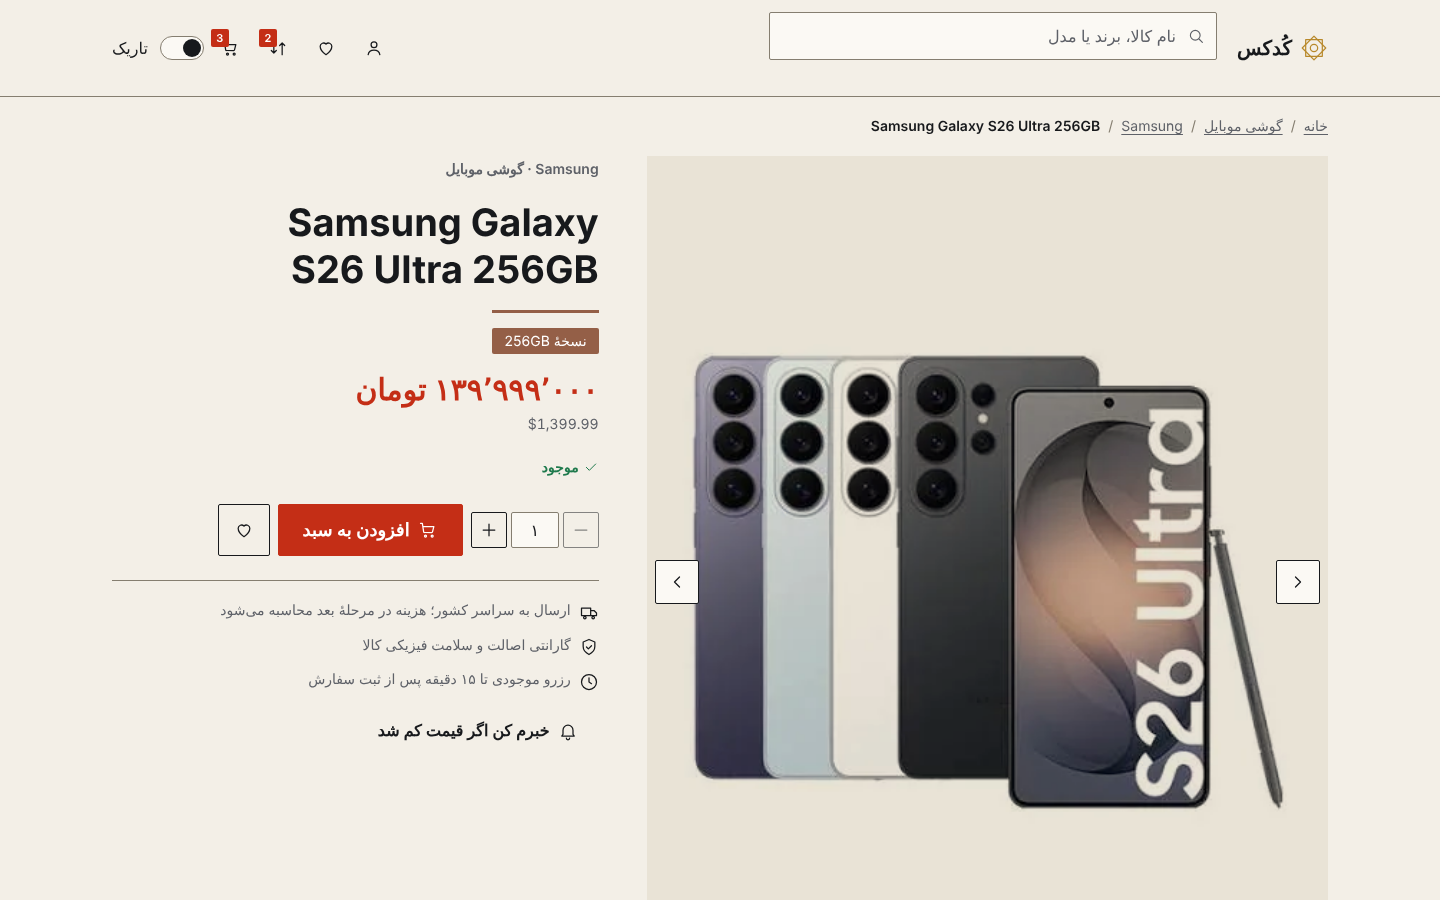 کُدکس
نام کالا، برند یا مدل
2
3
تاریک
خانه / گوشی موبایل / Samsung / Samsung Galaxy S26 Ultra 256GB
Samsung · گوشی موبایل
Samsung Galaxy
S26 Ultra 256GB
نسخهٔ 256GB
۱۳۹٬۹۹۹٬۰۰۰ تومان
$1,399.99
موجود
۱
افزودن به سبد
ارسال به سراسر کشور؛ هزینه در مرحلهٔ بعد محاسبه می‌شود
گارانتی اصالت و سلامت فیزیکی کالا
رزرو موجودی تا ۱۵ دقیقه پس از ثبت سفارش
خبرم کن اگر قیمت کم شد
S26 Ultra